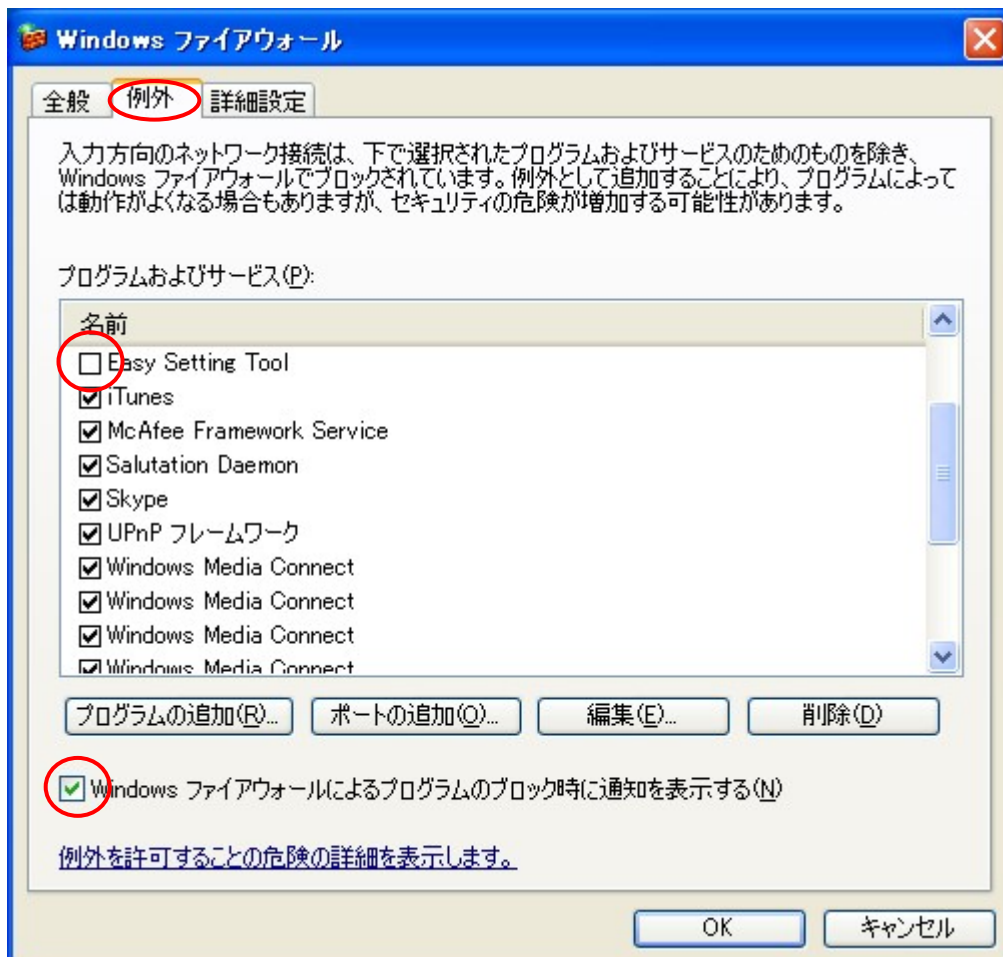 Windows ファイアウォール
全般 例外 詳細設定
入力方向のネットワーク接続は、下で選択されたプログラムおよびサービスのためのものを除き、
Windows ファイアウォールでブロックされています。例外として追加することにより、プログラムによって
は動作がよくなる場合もありますが、セキュリティの危険が増加する可能性があります。
プログラムおよびサービス(P):
名前
Easy Setting Tool
iTunes
McAfee Framework Service
Salutation Daemon
Skype
UPnP フレームワーク
Windows Media Connect
Windows Media Connect
Windows Media Connect
Windows Media Connect
プログラムの追加(R)... ポートの追加(O)... 編集(E)... 削除(D)
Windows ファイアウォールによるプログラムのブロック時に通知を表示する(N)
例外を許可することの危険の詳細を表示します。
OK キャンセル